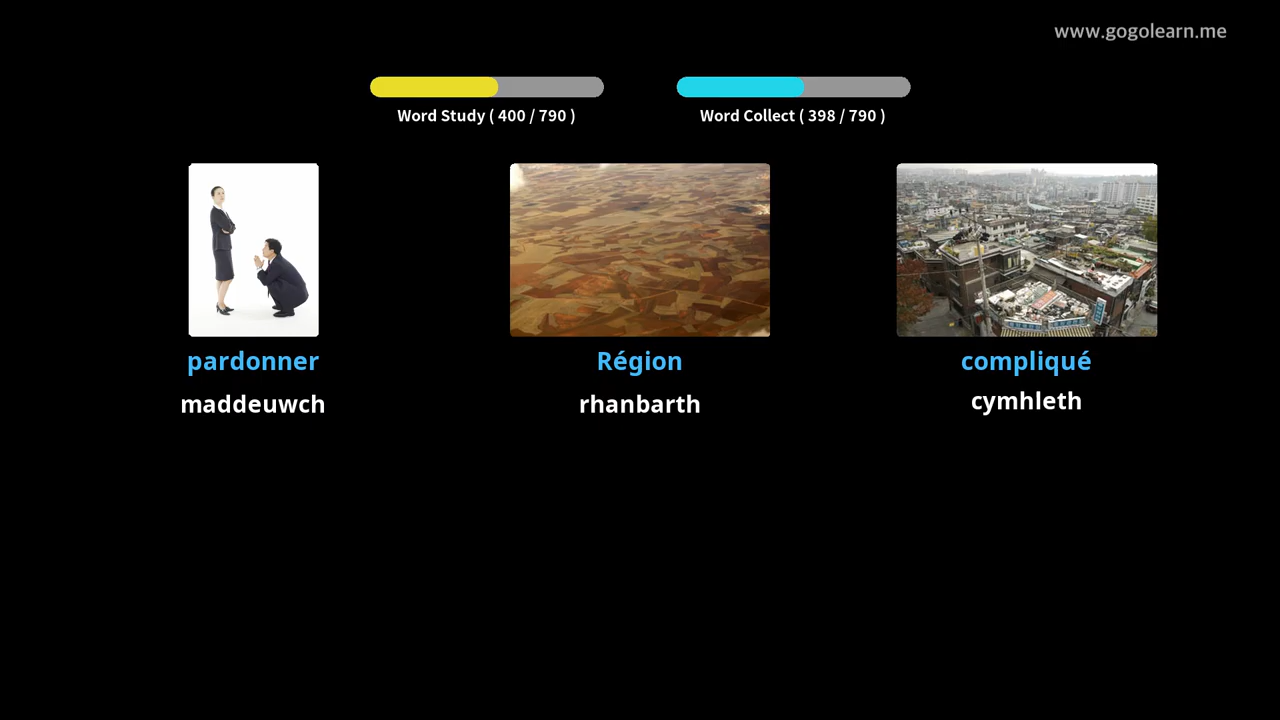 www.gogolearn.me
Word Study ( 400 / 790 )
Word Collect ( 398 / 790 )
pardonner
Région
compliqué
maddeuwch
rhanbarth
cymhleth